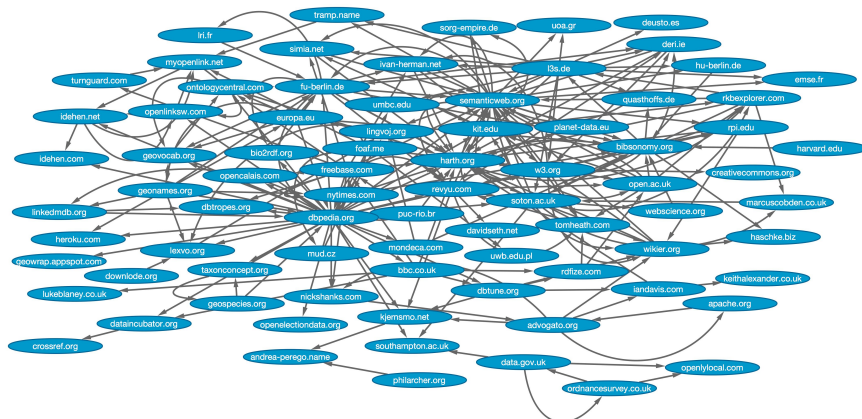 tramp.name
lri.fr
sorg-empire.de
uoa.gr
deusto.es
simia.net
deri.ie
myopenlink.net
ivan-herman.net
l3s.de
hu-berlin.de
turnguard.com
ontologycentral.com
fu-berlin.de
emse.fr
umbc.edu
semanticweb.org
quasthoffs.de
rkbexplorer.com
idehen.net
openlinksw.com
europa.eu
lingvoj.org
kit.edu
planet-data.eu
rpi.edu
foaf.me
bibsonomy.org
harvard.edu
idehen.com
geovocab.org
bio2rdf.org
harth.org
freebase.com
w3.org
creativecommons.org
opencalais.com
geonames.org
nytimes.com
revyu.com
open.ac.uk
soton.ac.uk
marcuscobden.co.uk
linkedmdb.org
dbtropes.org
dbpedia.org
puc-rio.br
webscience.org
tomheath.com
davidseth.net
heroku.com
haschke.biz
lexvo.org
mud.cz
mondeca.com
wikier.org
uwb.edu.pl
geowrap.appspot.com
downlode.org
taxonconcept.org
bbc.co.uk
rdfize.com
keithalexander.co.uk
lukeblaney.co.uk
nickshanks.com
dbtune.org
iandavis.com
geospecies.org
apache.org
kjernsmo.net
dataincubator.org
openelectiondata.org
advogato.org
crossref.org
southampton.ac.uk
andrea-perego.name
data.gov.uk
openlylocal.com
philarcher.org
ordnancesurvey.co.uk